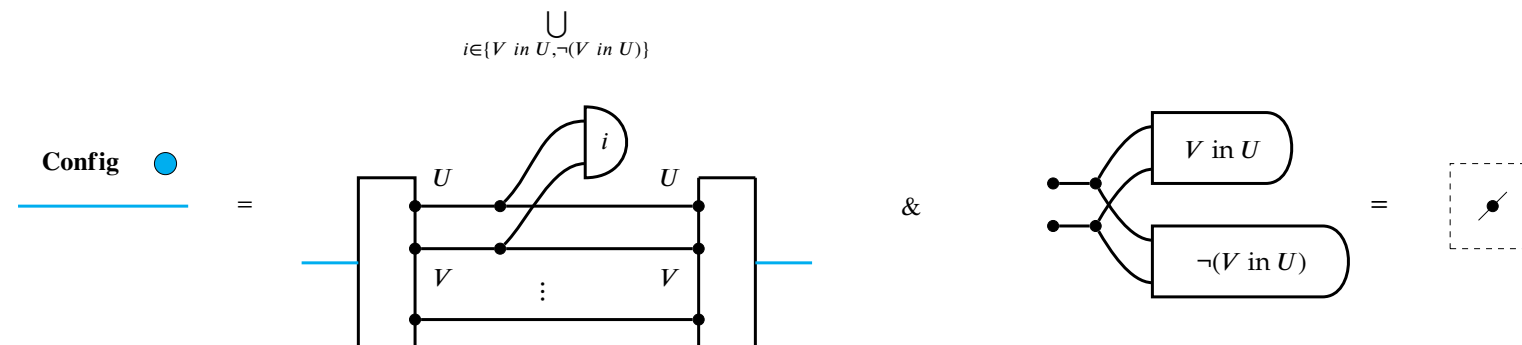 ⋃
i∈{V in U,¬(V in U)}
Config
=
i
U
U
V
V
⋮
&
V in U
¬(V in U)
=